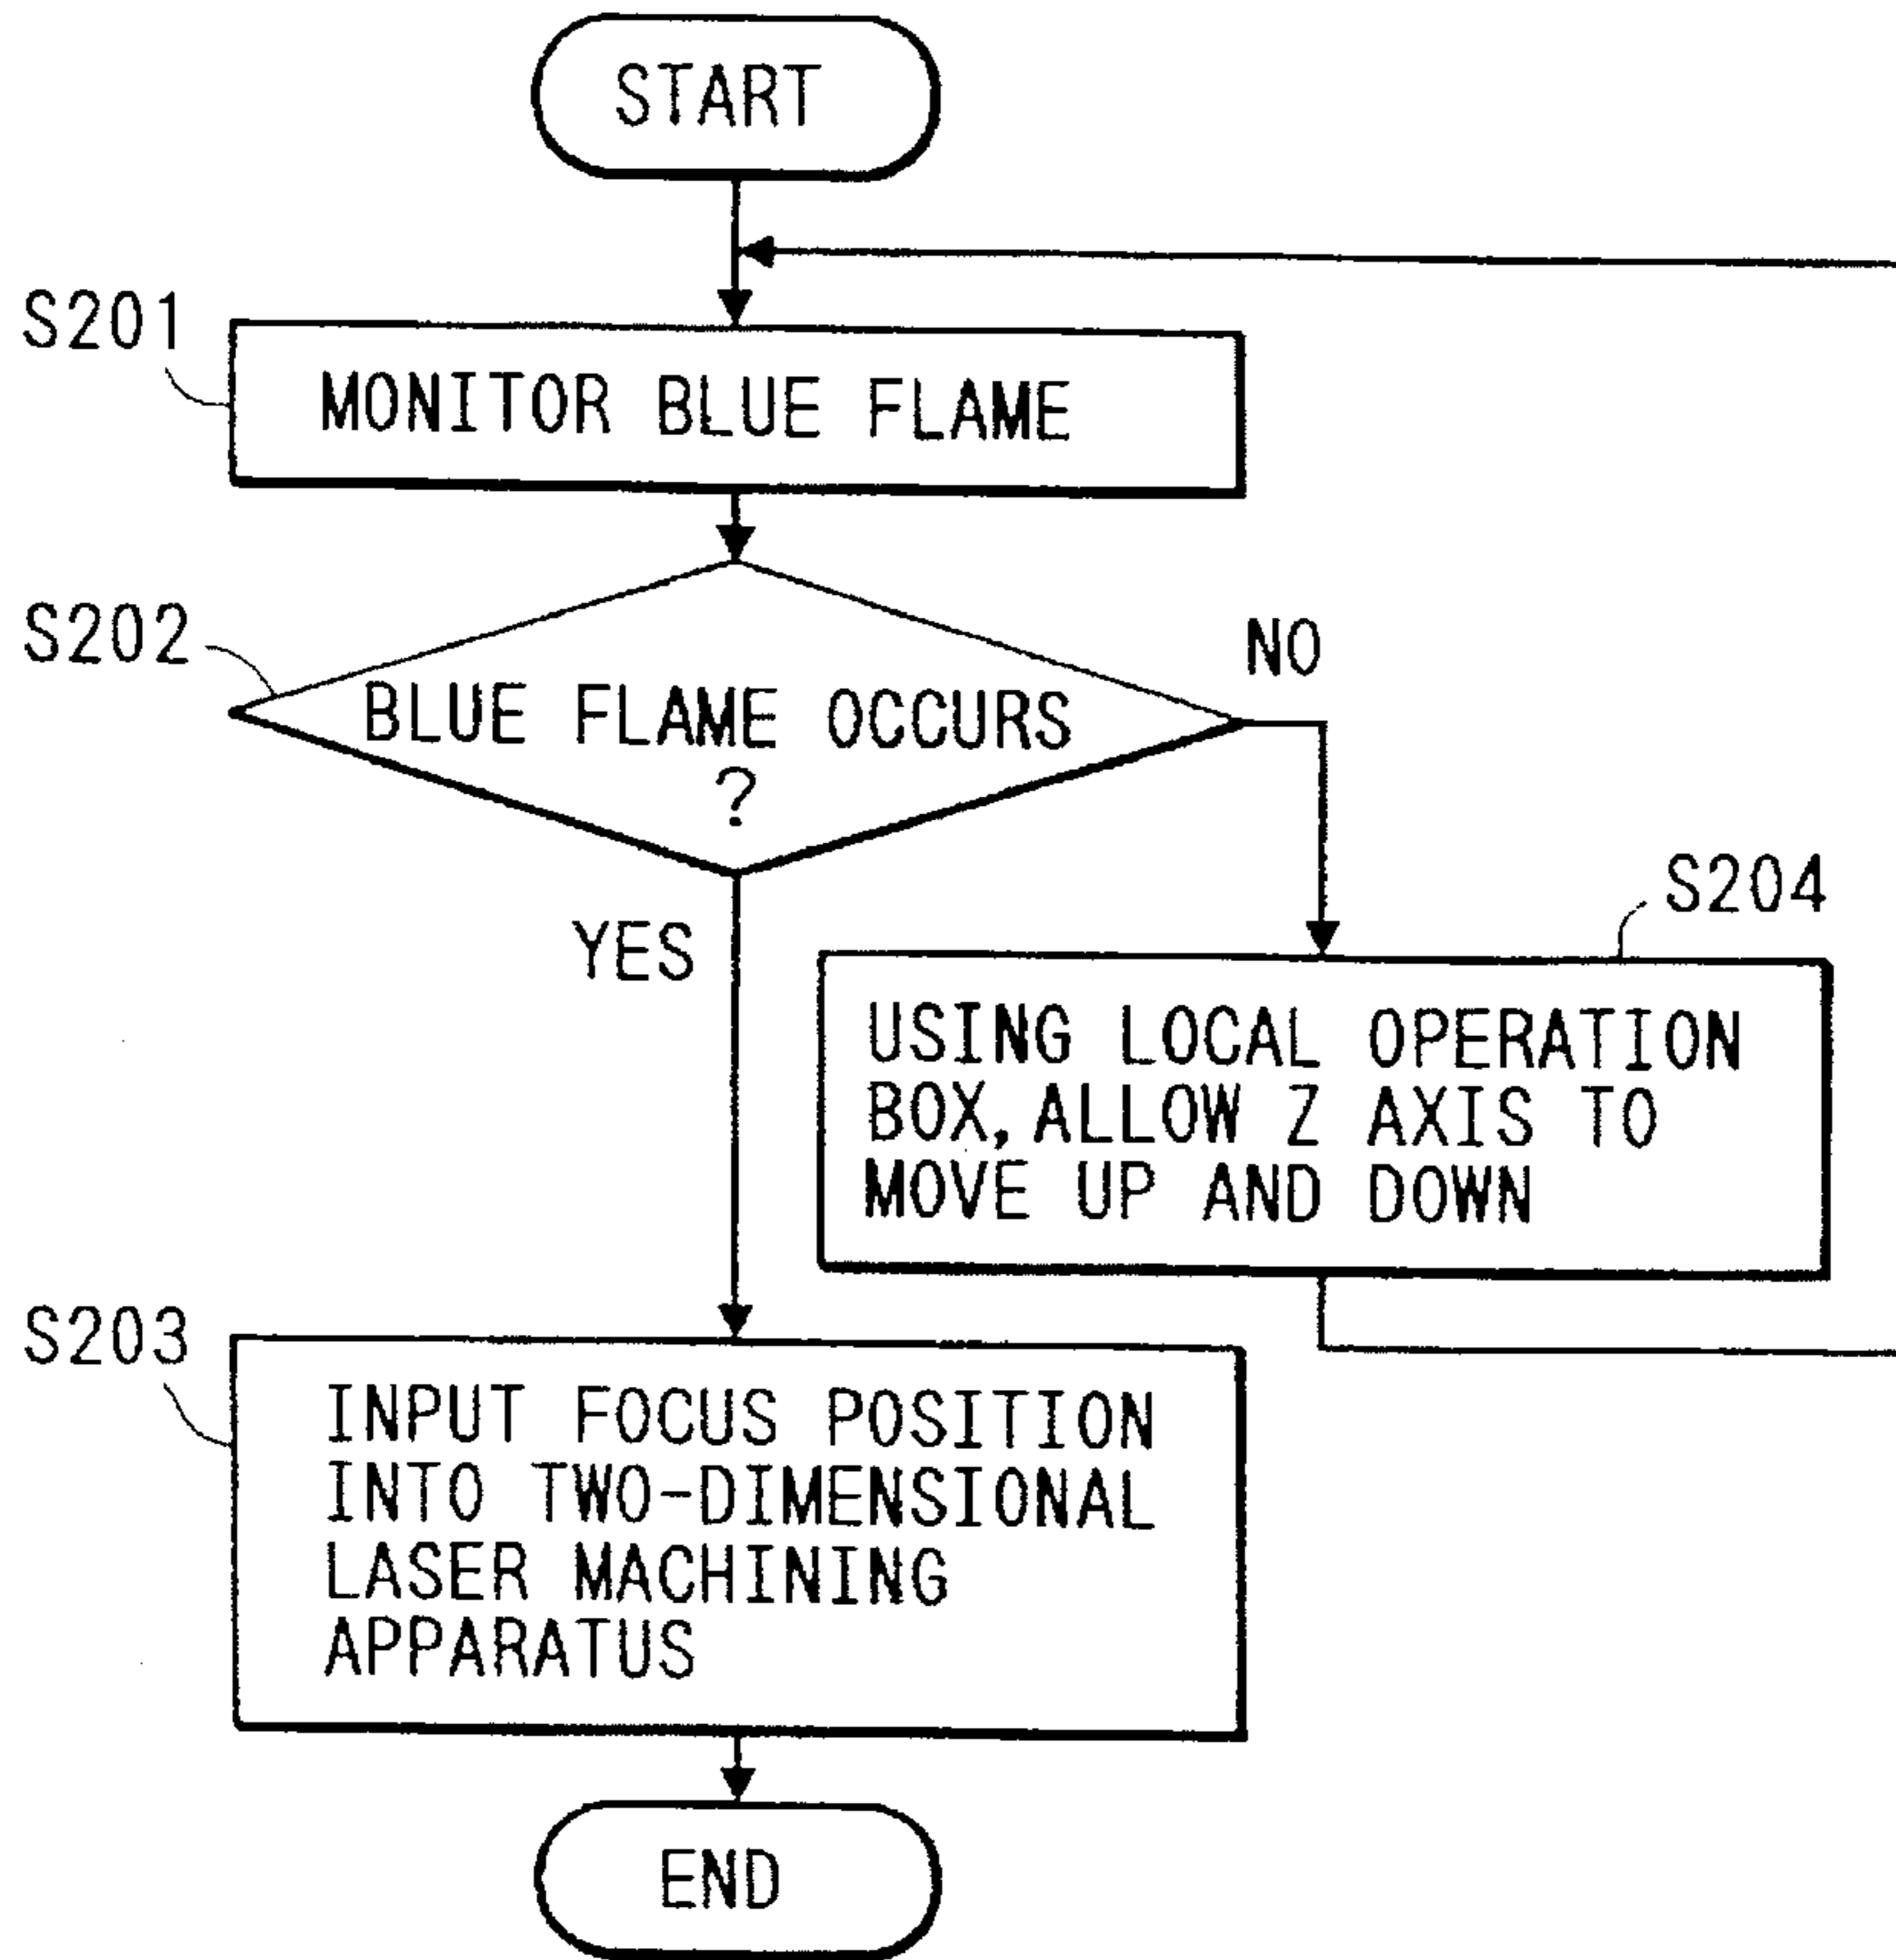 START
S201
MONITOR BLUE FLAME
S202
BLUE FLAME OCCURS
?
NO
YES
S204
USING LOCAL OPERATION
BOX, ALLOW Z AXIS TO
MOVE UP AND DOWN
S203
INPUT FOCUS POSITION
INTO TWO-DIMENSIONAL
LASER MACHINING
APPARATUS
END